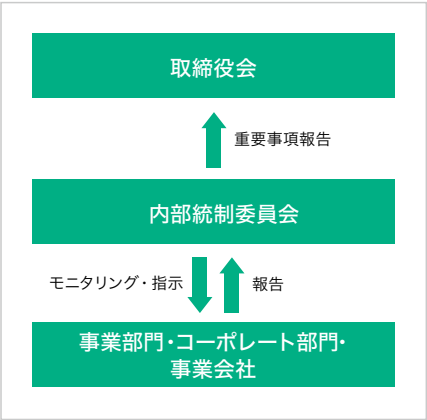 取締役会
重要事項報告
内部統制委員会
モニタリング・指示
報告
事業部門・コーポレート部門・
事業会社